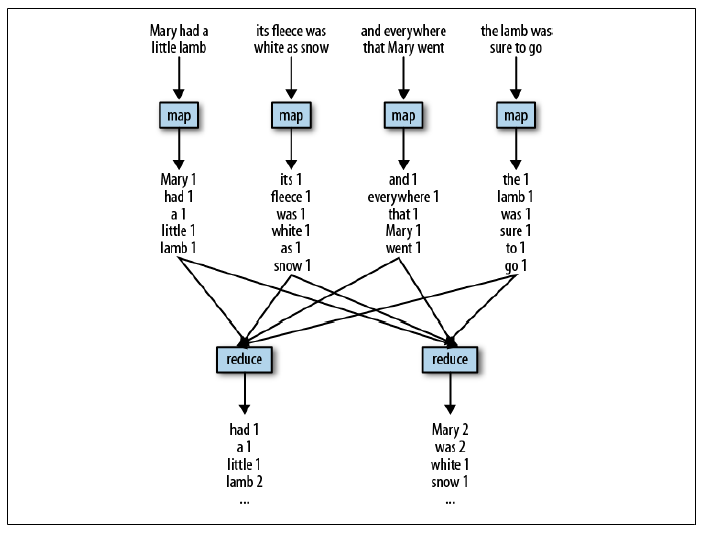 Mary had a
little lamb
its fleece was
white as snow
and everywhere
that Mary went
the lamb was
sure to go
map
map
map
map
Mary 1
had 1
a 1
little 1
lamb 1
its 1
fleece 1
was 1
white 1
as 1
snow 1
and 1
everywhere 1
that 1
Mary 1
went 1
the 1
lamb 1
was 1
sure 1
to 1
go 1
reduce
reduce
had 1
a 1
little 1
lamb 2
...
Mary 2
was 2
white 1
snow 1
...